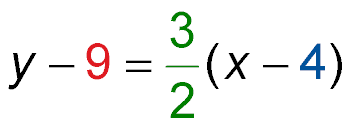 y − 9 = 3/2 (x − 4)